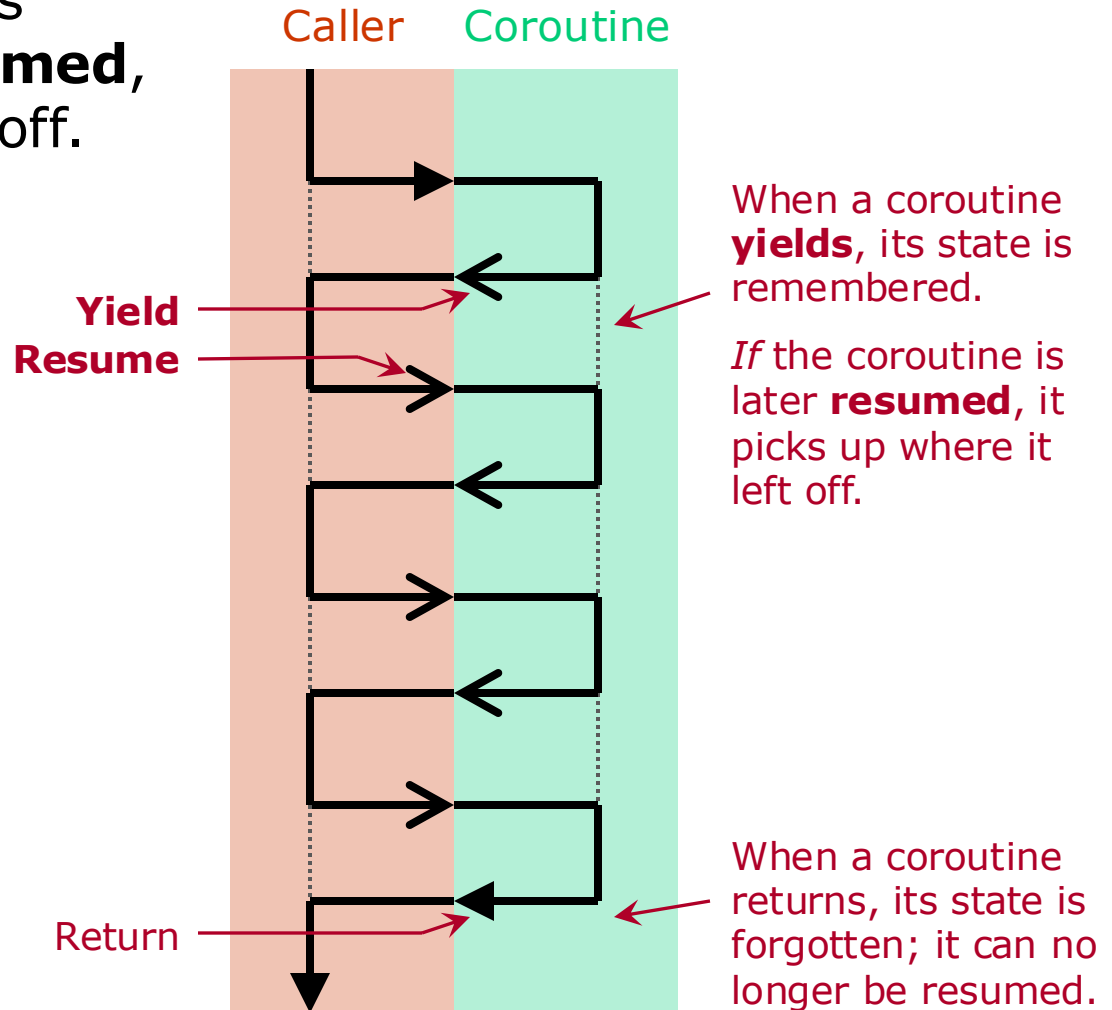 s
med,
off.
Caller Coroutine
When a coroutine
yields, its state is
remembered.
Yield
Resume
If the coroutine is
later resumed, it
picks up where it
left off.
When a coroutine
returns, its state is
forgotten; it can no
longer be resumed.
Return